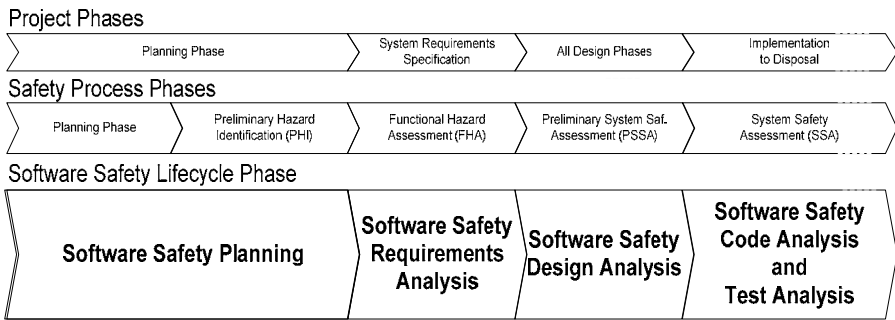 Project Phases
Planning Phase
System Requirements
Specification
All Design Phases
Implementation
to Disposal
Safety Process Phases
Planning Phase
Preliminary Hazard
Identification (PHI)
Functional Hazard
Assessment (FHA)
Preliminary System Saf.
Assessment (PSSA)
System Safety
Assessment (SSA)
Software Safety Lifecycle Phase
Software Safety Planning
Software Safety
Requirements
Analysis
Software Safety
Design Analysis
Software Safety
Code Analysis
and
Test Analysis